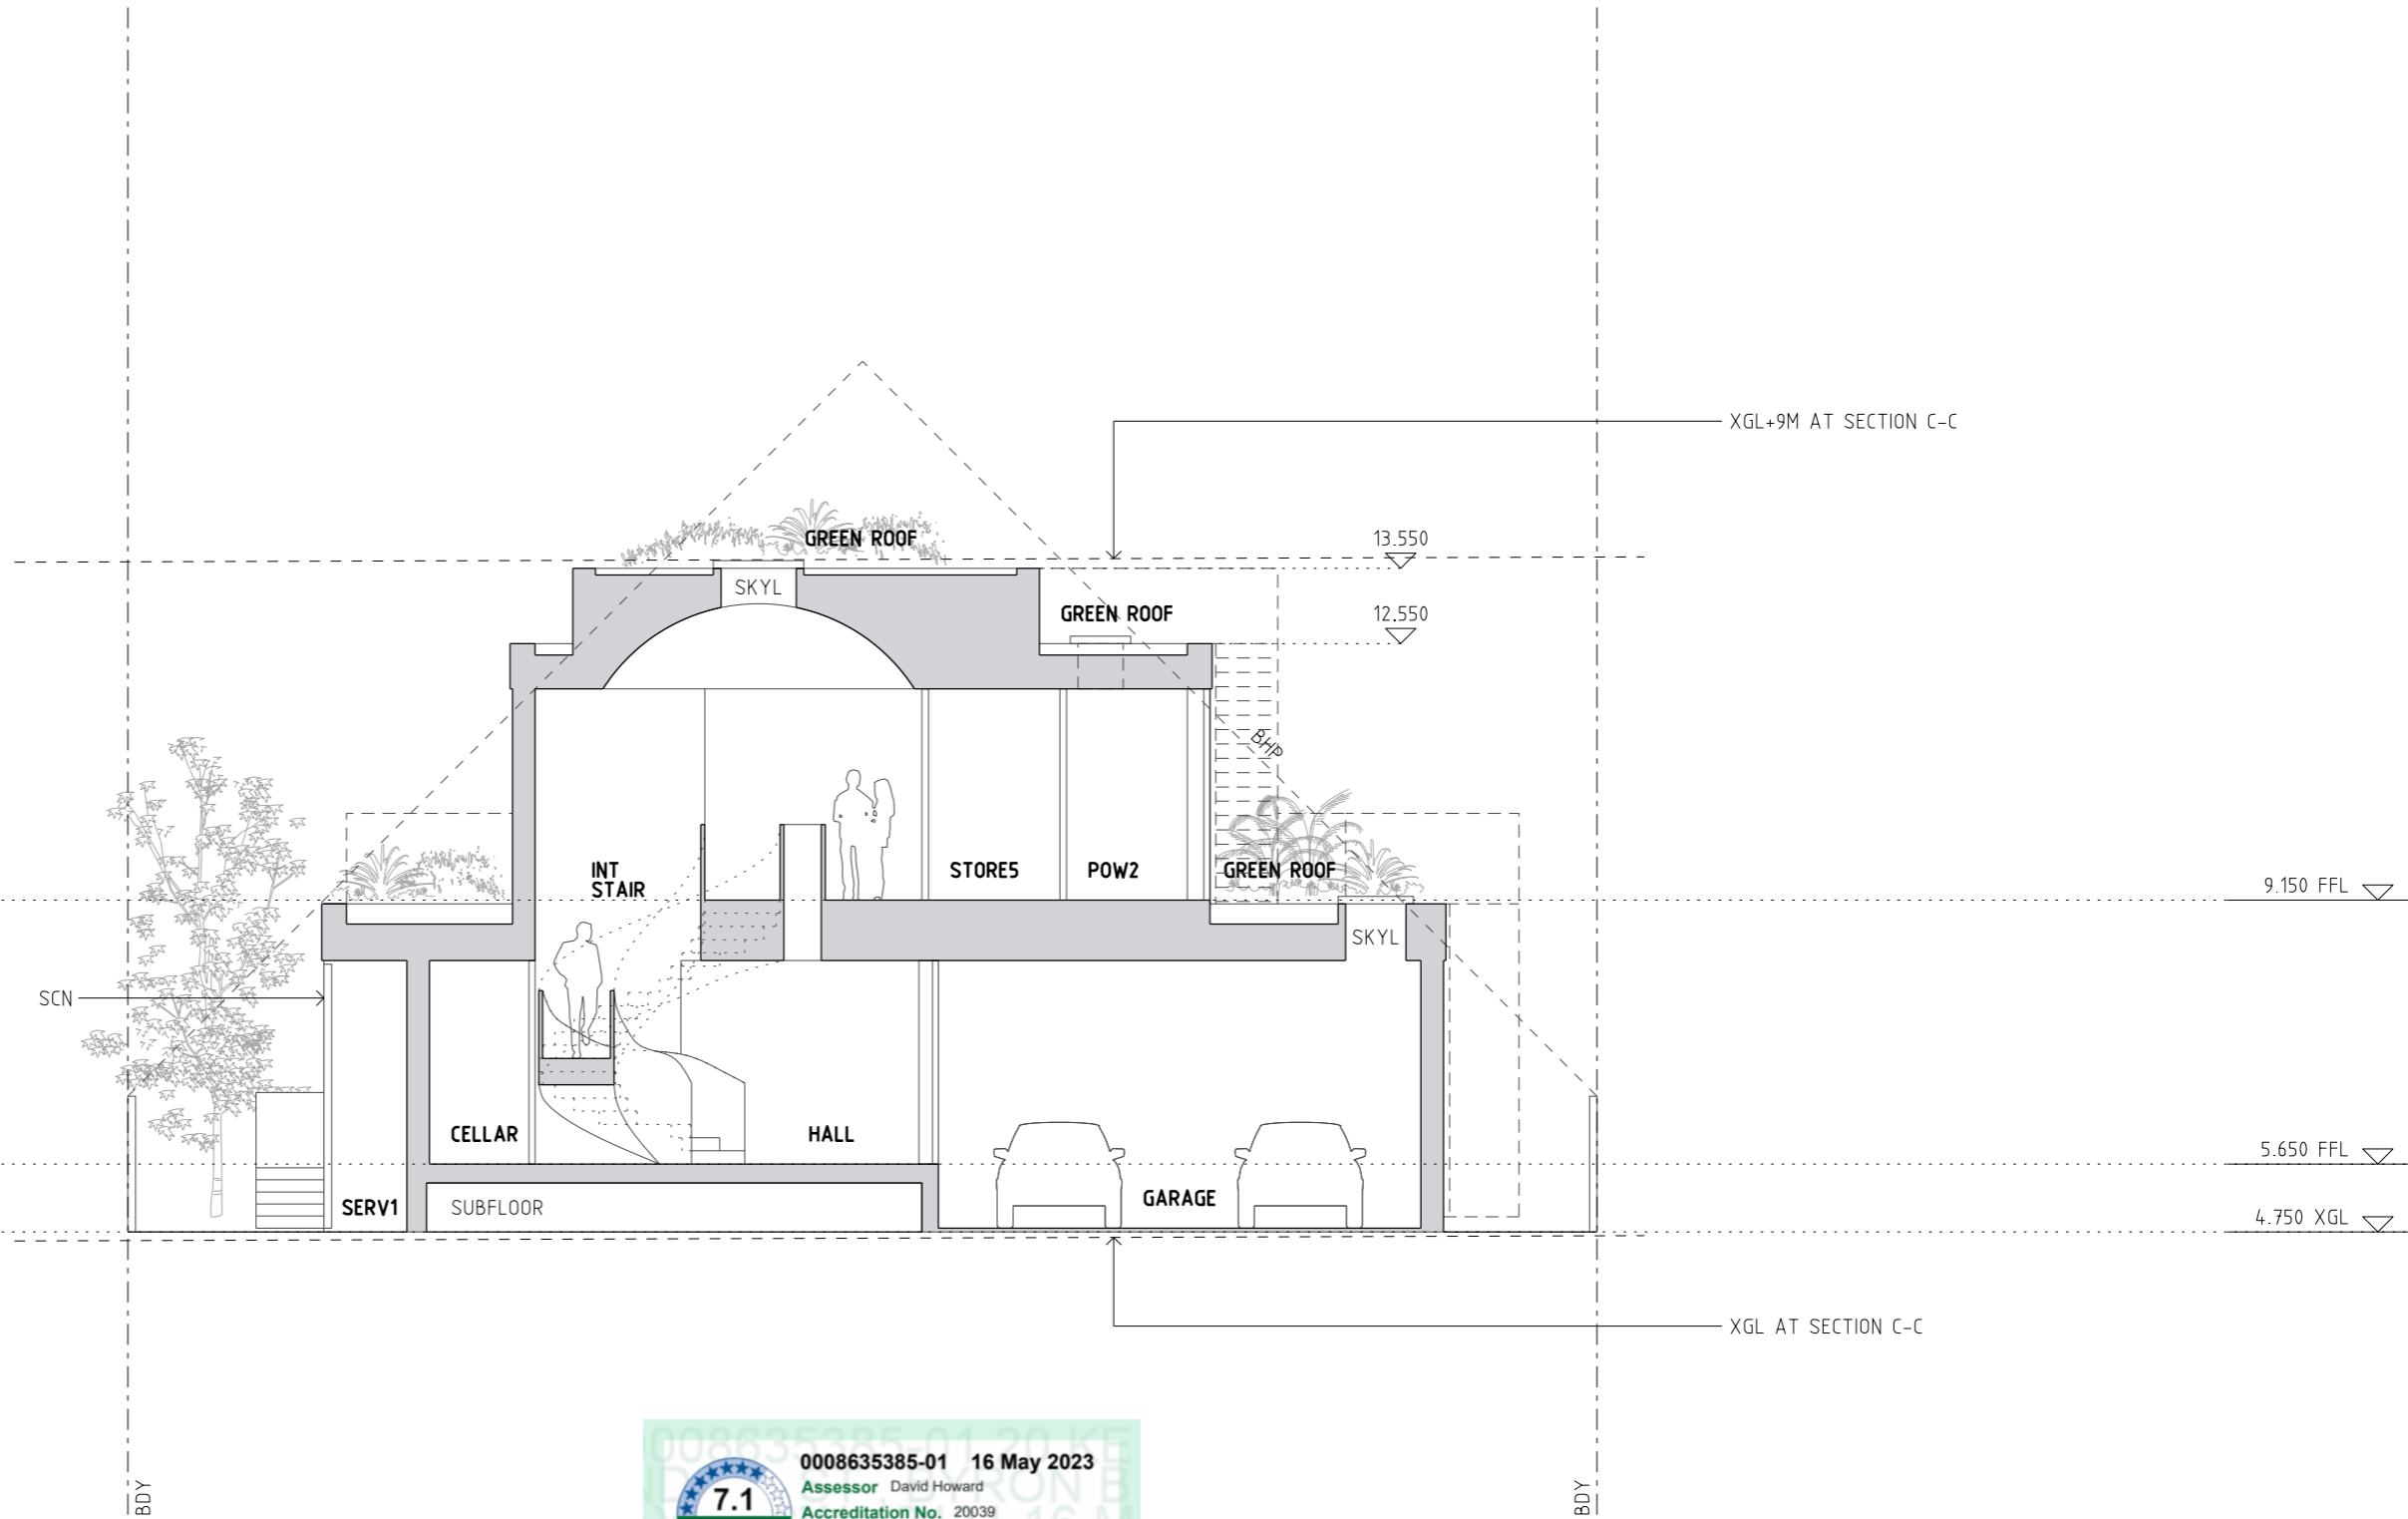 XGL+9M AT SECTION C-C
GREEN ROOF
13.550
SKYL
GREEN ROOF
12.550
BHP
INT
STAIR
STORE5
POW2
GREEN ROOF
9.150 FFL
SKYL
SCN
CELLAR
HALL
5.650 FFL
SERV1
SUBFLOOR
GARAGE
4.750 XGL
XGL AT SECTION C-C
BDY
BDY
0008635385-01 16 May 2023
7.1
Assessor David Howard
Accreditation No. 20039